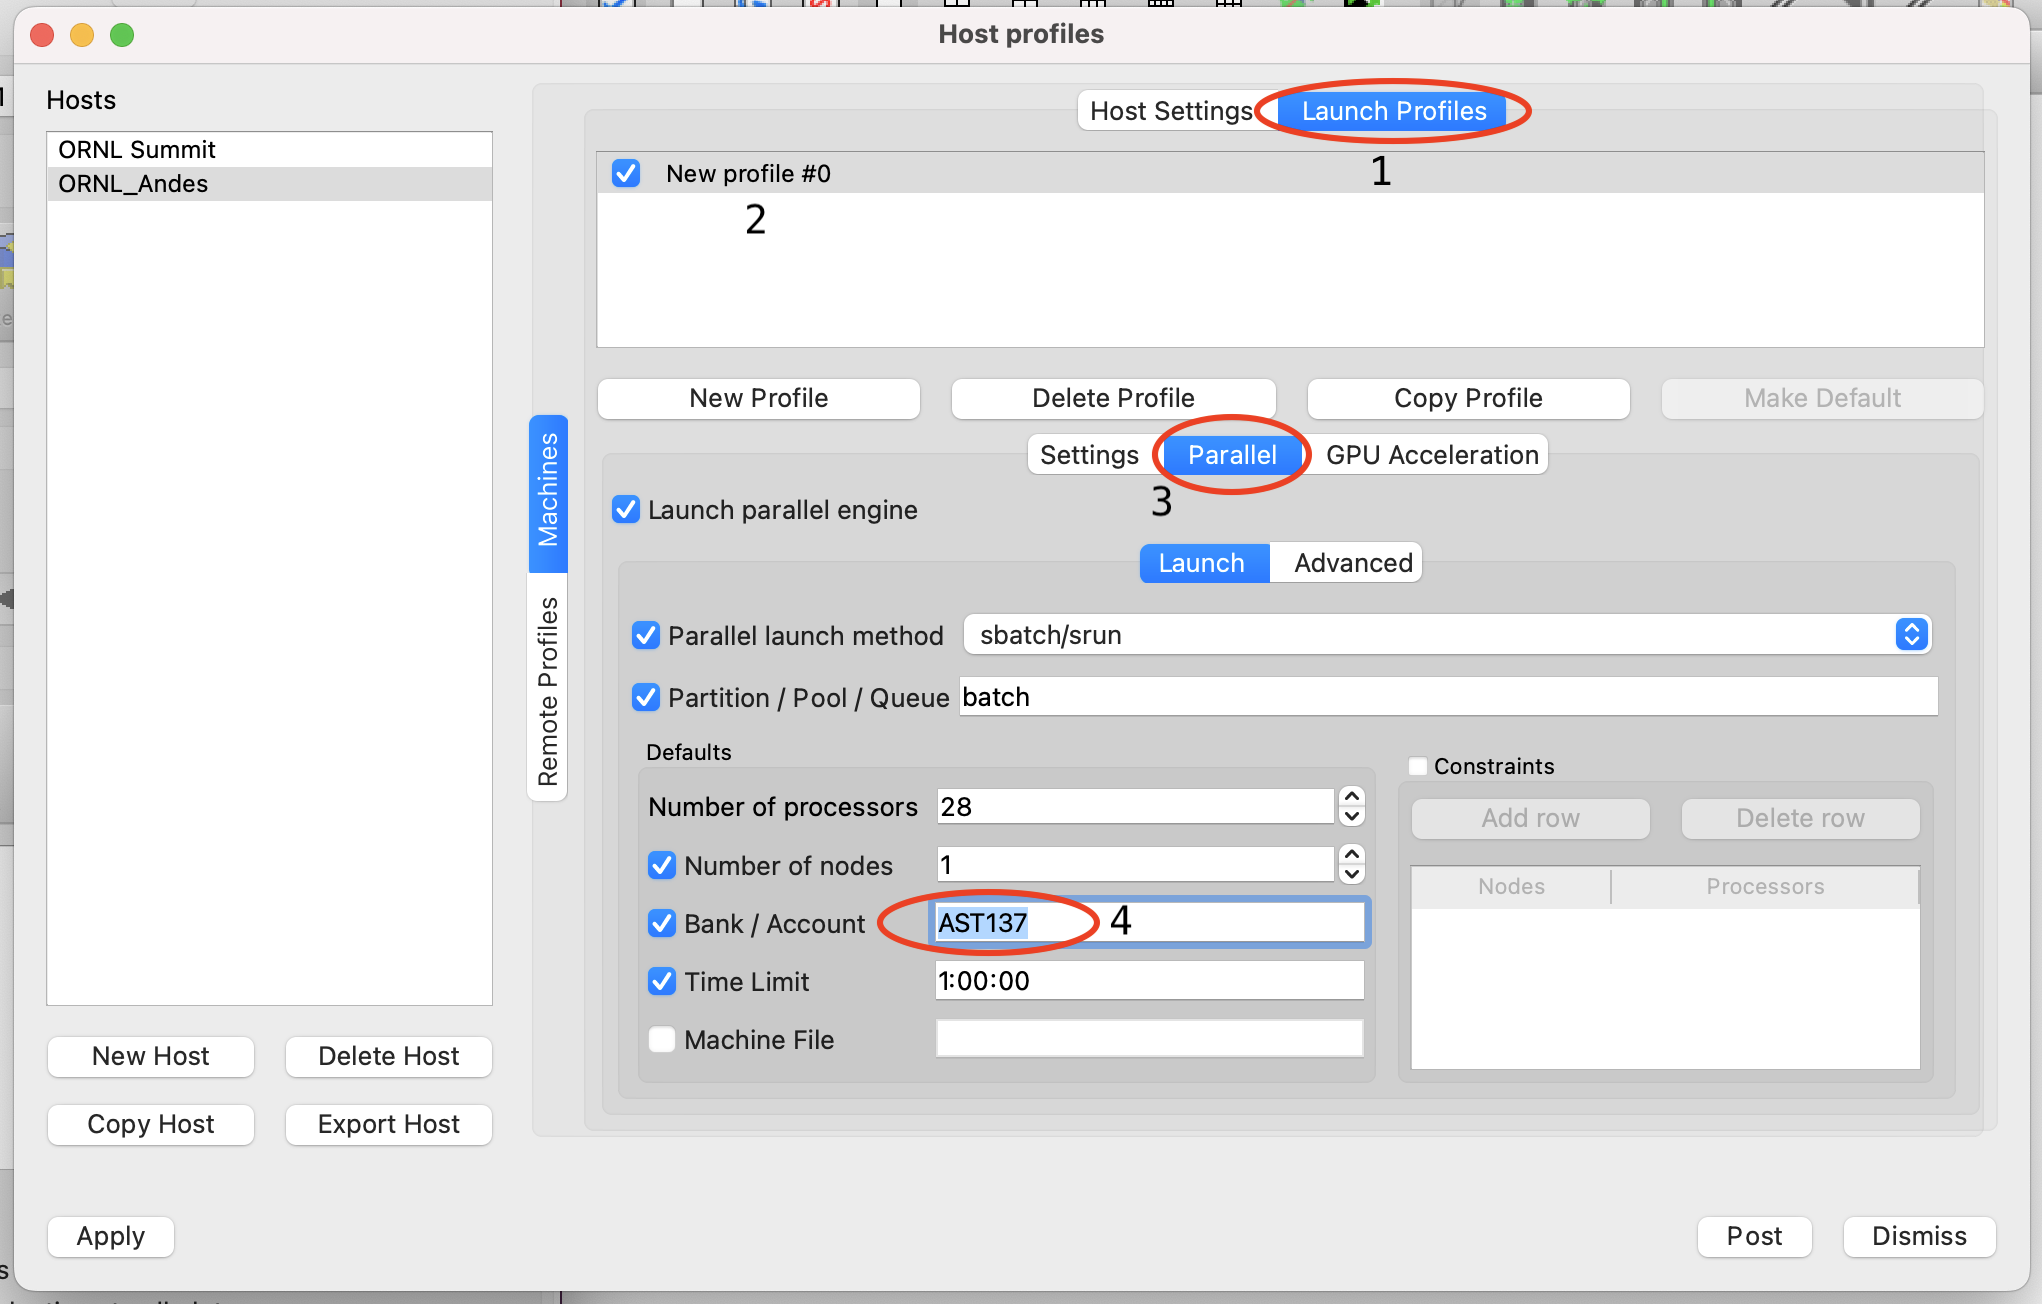 Host profiles
Hosts
ORNL Summit
ORNL_Andes
New Host
Delete Host
Copy Host
Export Host
Machines
Remote Profiles
Host Settings
Launch Profiles
1
New profile #0
2
New Profile
Delete Profile
Copy Profile
Make Default
Settings
Parallel
GPU Acceleration
3
Launch parallel engine
Launch
Advanced
Parallel launch method
sbatch/srun
Partition / Pool / Queue
batch
Defaults
Number of processors
28
Number of nodes
1
Bank / Account
AST137
4
Time Limit
1:00:00
Machine File
Constraints
Add row
Delete row
Nodes
Processors
Apply
Post
Dismiss